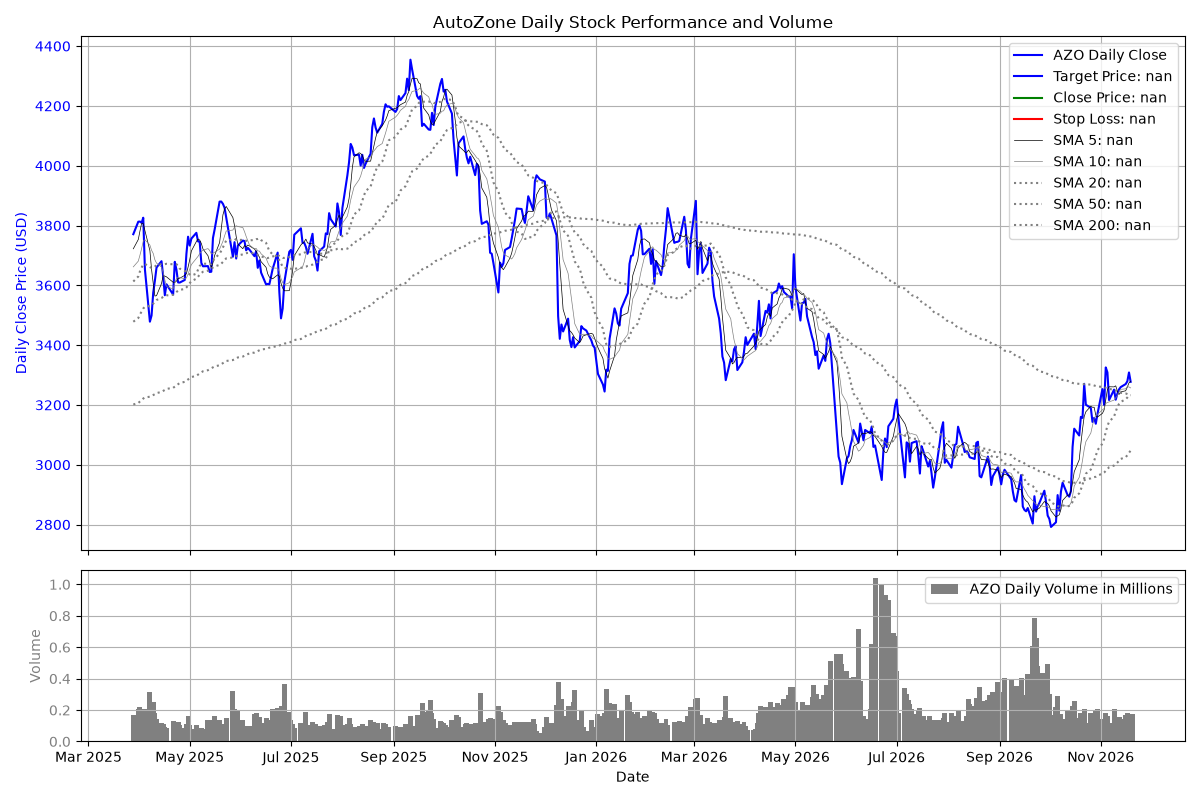 AutoZone Daily Stock Performance and Volume
Daily Close Price (USD)
4400
4200
4000
3800
3600
3400
3200
3000
2800
AZO Daily Close
Target Price: nan
Close Price: nan
Stop Loss: nan
SMA 5: nan
SMA 10: nan
SMA 20: nan
SMA 50: nan
SMA 200: nan
Volume
1.0
0.8
0.6
0.4
0.2
0.0
AZO Daily Volume in Millions
Mar 2025 May 2025 Jul 2025 Sep 2025 Nov 2025 Jan 2026 Mar 2026 May 2026 Jul 2026 Sep 2026 Nov 2026
Date